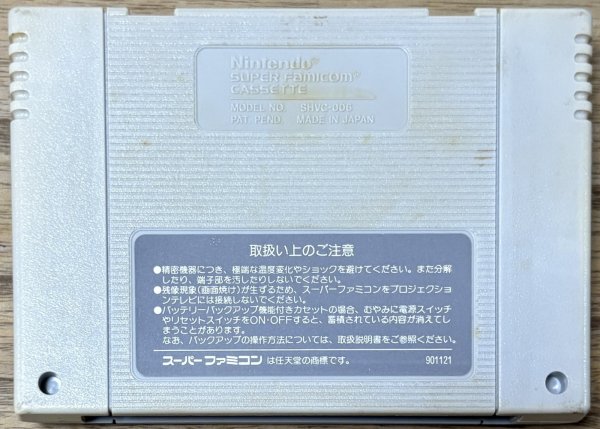 Nintendo®
SUPER FAMICOM®
CASSETTE
MODEL NO. SHVC-006
PAT. PEND. MADE IN JAPAN
取扱い上のご注意
●精密機器につき、極端な温度変化やショックを避けてください。また分解
したり、端子部を汚したりしないでください。
●残像現象(画面焼け)が生ずるため、スーパーファミコンをプロジェクション
テレビには接続しないでください。
●バッテリーバックアップ機能付きカセットの場合、むやみに電源スイッチ
やリセットスイッチをON・OFFすると、蓄積されている内容が消えてし
まうことがあります。
なお、バックアップの操作方法については、取扱説明書をご参照ください。
スーパーファミコン は任天堂の商標です。 901121